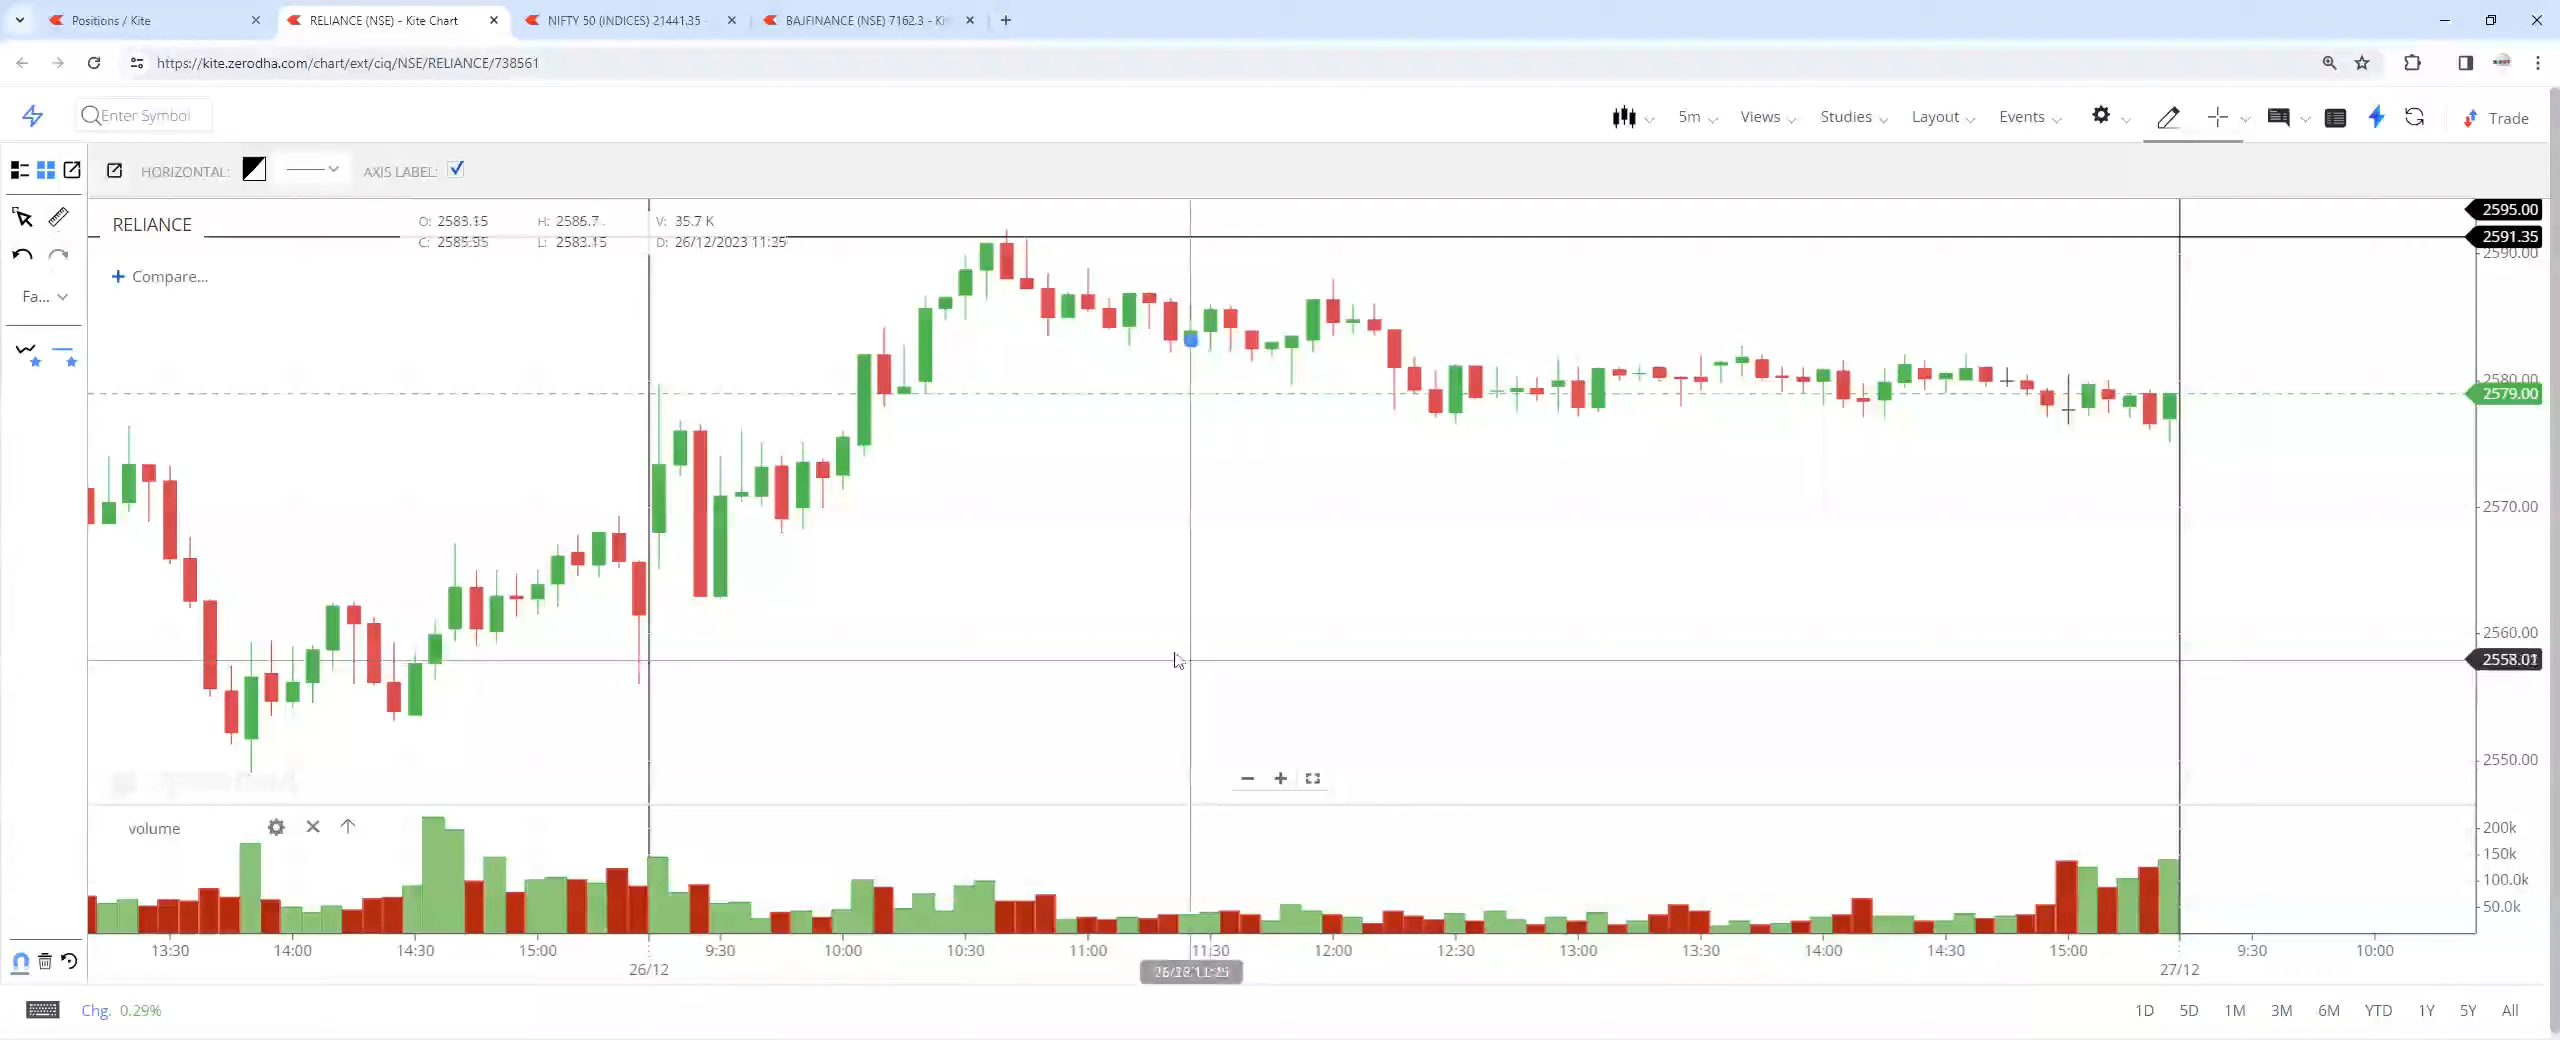 Positions / Kite
RELIANCE (NSE) - Kite Chart
NIFTY 50 (INDICES) 21441.35 -
BAJFINANCE (NSE) 7162.3 - Ki
https://kite.zerodha.com/chart/ext/ciq/NSE/RELIANCE/738561
Enter Symbol
5m
Views
Studies
Layout
Events
Trade
HORIZONTAL:
AXIS LABEL:
RELIANCE
O: 2583.15
H: 2585.7
V: 35.7 K
C:
L: 2583.15
D: 26/12/2023 11:25
+ Compare...
Fa...
2595.00
2591.35
2590.00
2580.00
2579.00
2570.00
2560.00
2550.00
volume
200k
150k
100.0k
50.0k
13:30
14:00
14:30
15:00
26/12
9:30
10:00
10:30
11:00
11:30
12:00
12:30
13:00
13:30
14:00
14:30
15:00
27/12
9:30
10:00
Chg. 0.29%
1D
5D
1M
3M
6M
YTD
1Y
5Y
All